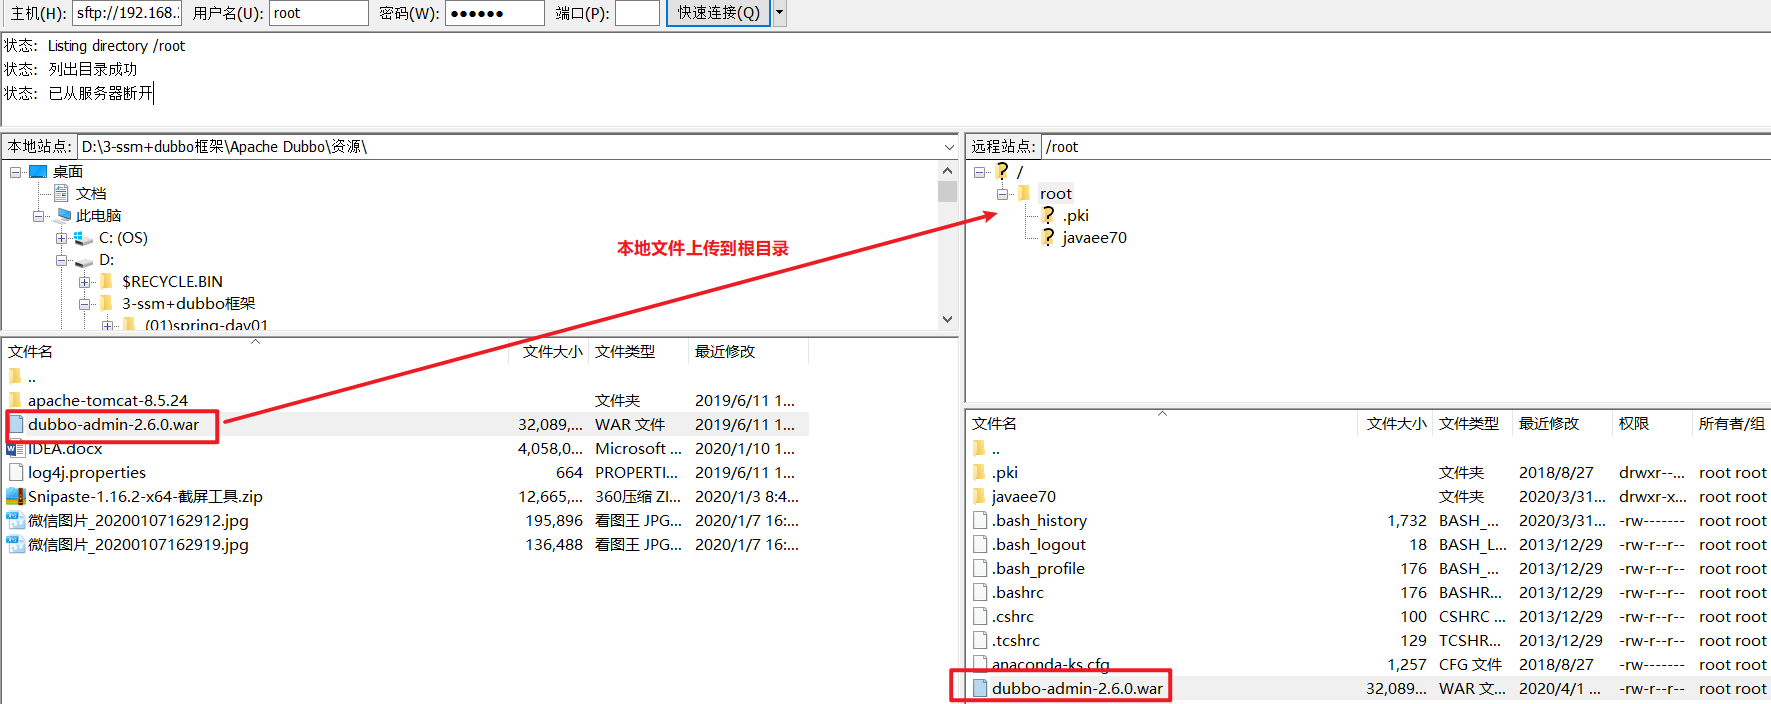 主机(H): sftp://192.168.: 用户名(U): root 密码(W): ●●●●●● 端口(P): 快速连接(Q)
状态: Listing directory /root
状态: 列出目录成功
状态: 已从服务器断开
本地站点: D:\3-ssm+dubbo框架\Apache Dubbo\资源\
桌面
文档
此电脑
C: (OS)
D:
$RECYCLE.BIN
3-ssm+dubbo框架
(01)spring-day01
本地文件上传到根目录
远程站点: /root
/
root
.pki
javaee70
文件名 文件大小 文件类型 最近修改
..
apache-tomcat-8.5.24 文件夹 2019/6/11 1...
dubbo-admin-2.6.0.war 32,089,... WAR 文件 2019/6/11 1...
IDEA.docx 4,058,0... Microsoft ... 2020/1/10 1...
log4j.properties 664 PROPERTI... 2019/6/11 1...
Snipaste-1.16.2-x64-截屏工具.zip 12,665,... 360压缩 ZI... 2020/1/3 8:4...
微信图片_20200107162912.jpg 195,896 看图王 JPG... 2020/1/7 16:...
微信图片_20200107162919.jpg 136,488 看图王 JPG... 2020/1/7 16:...
文件名 文件大小 文件类型 最近修改 权限 所有者/组
..
.pki 文件夹 2018/8/27 drwxr--... root root
javaee70 文件夹 2020/3/31... drwxr-x... root root
.bash_history 1,732 BASH_... 2020/3/31... -rw------- root root
.bash_logout 18 BASH_L... 2013/12/29 -rw-r--r-- root root
.bash_profile 176 BASH_... 2013/12/29 -rw-r--r-- root root
.bashrc 176 BASHR... 2013/12/29 -rw-r--r-- root root
.cshrc 100 CSHRC ... 2013/12/29 -rw-r--r-- root root
.tcshrc 129 TCSHR... 2013/12/29 -rw-r--r-- root root
anaconda-ks.cfg 1,257 CFG 文件 2018/8/27 -rw------- root root
dubbo-admin-2.6.0.war 32,089... WAR 文... 2020/4/1 ... -rw-r--r-- root root